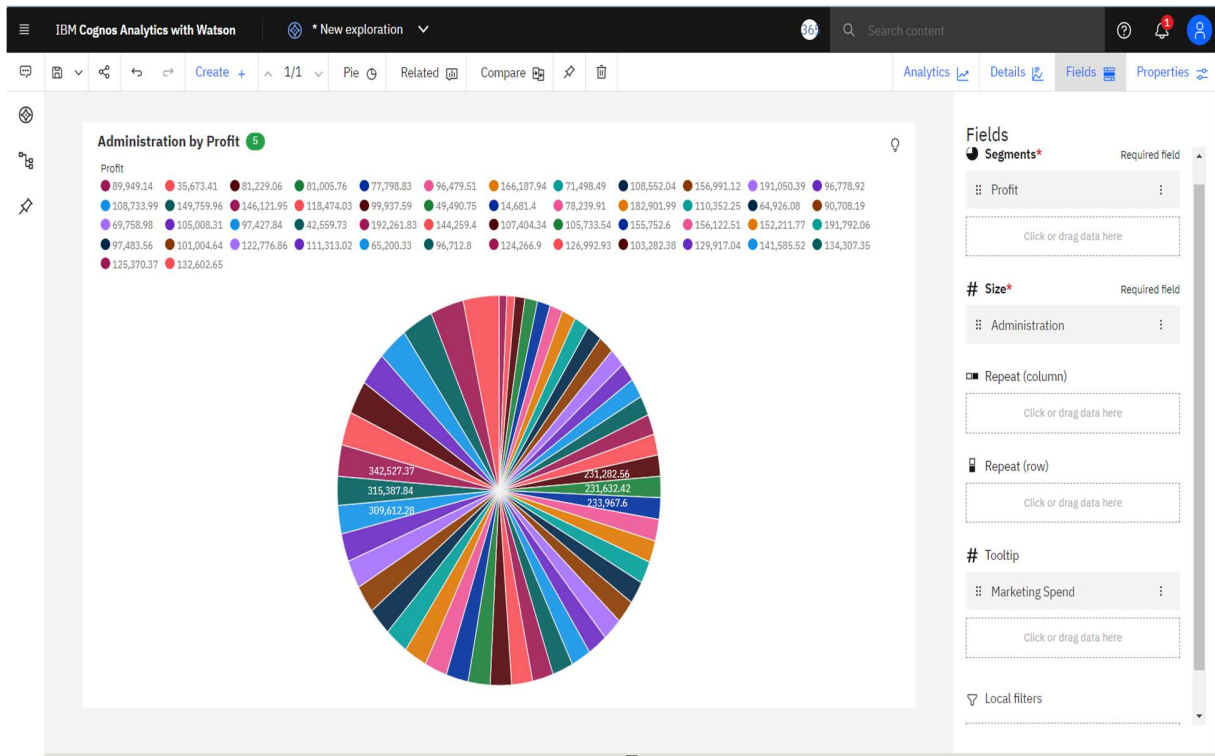 IBM Cognos Analytics with Watson * New exploration 365 Search content 1
Create + 1/1 Pie Related Compare Analytics Details Fields Properties
Administration by Profit 5
Profit
89,949.14 35,673.41 81,229.06 81,005.76 77,798.83 96,479.51 166,187.94 71,498.49 108,552.04 156,991.12 191,050.39 96,778.92
108,733.99 149,759.96 146,121.95 118,474.03 99,937.59 49,490.75 14,681.4 78,239.91 182,901.99 110,352.25 64,926.08 90,708.19
69,758.98 105,008.31 97,427.84 42,559.73 192,261.83 144,259.4 107,404.34 105,733.54 155,752.6 156,122.51 152,211.77 191,792.06
97,483.56 101,004.64 122,776.86 111,313.02 65,200.33 96,712.8 124,266.9 126,992.93 103,282.38 129,917.04 141,585.52 134,307.35
125,370.37 132,602.65
342,527.37
315,387.84
309,612.28
231,282.56
231,632.42
233,967.6
Fields
Segments* Required field
Profit
Click or drag data here
# Size* Required field
Administration
Repeat (column)
Click or drag data here
Repeat (row)
Click or drag data here
# Tooltip
Marketing Spend
Click or drag data here
Local filters